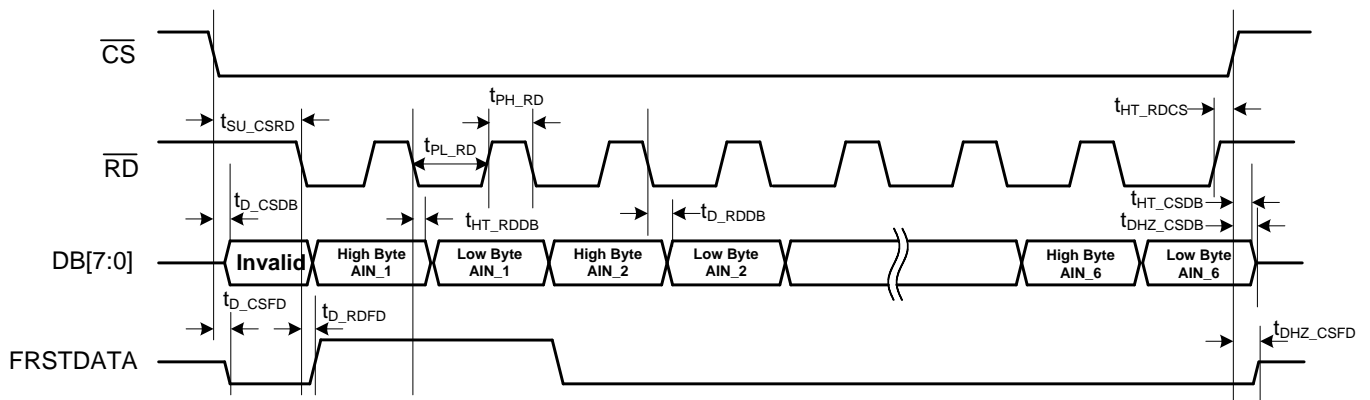 CS
tSU_CSRD
tPH_RD
tHT_RDCS
RD
tPL_RD
tD_CSDB
tHT_RDDB
tD_RDDB
tHT_CSDB
tDHZ_CSDB
DB[7:0]
Invalid
High Byte
AIN_1
Low Byte
AIN_1
High Byte
AIN_2
Low Byte
AIN_2
High Byte
AIN_6
Low Byte
AIN_6
tD_CSFD
tD_RDFD
tDHZ_CSFD
FRSTDATA